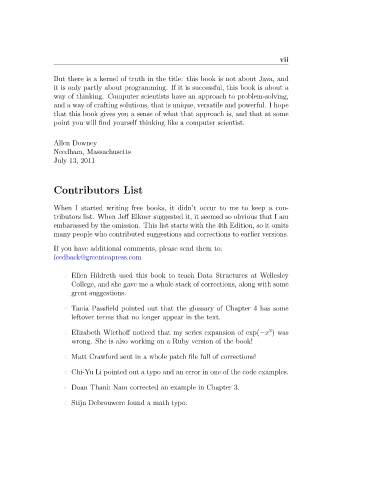 vii
But there is a kernel of truth in the title: this book is not about Java, and
it is only partly about programming. If it is successful, this book is about a
way of thinking. Computer scientists have an approach to problem-solving,
and a way of crafting solutions, that is unique, versatile and powerful. I hope
that this book gives you a sense of what that approach is, and that at some
point you will find yourself thinking like a computer scientist.
Allen Downey
Needham, Massachusetts
July 13, 2011
Contributors List
When I started writing free books, it didn't occur to me to keep a con-
tributors list. When Jeff Elkner suggested it, it seemed so obvious that I am
embarassed by the omission. This list starts with the 4th Edition, so it omits
many people who contributed suggestions and corrections to earlier versions.
If you have additional comments, please send them to:
feedback@greenteapress.com
◦ Ellen Hildreth used this book to teach Data Structures at Wellesley
College, and she gave me a whole stack of corrections, along with some
great suggestions.
◦ Tania Passfield pointed out that the glossary of Chapter 4 has some
leftover terms that no longer appear in the text.
◦ Elizabeth Wiethoff noticed that my series expansion of exp(−x²) was
wrong. She is also working on a Ruby version of the book!
◦ Matt Crawford sent in a whole patch file full of corrections!
◦ Chi-Yu Li pointed out a typo and an error in one of the code examples.
◦ Doan Thanh Nam corrected an example in Chapter 3.
◦ Stijn Debrouwere found a math typo.